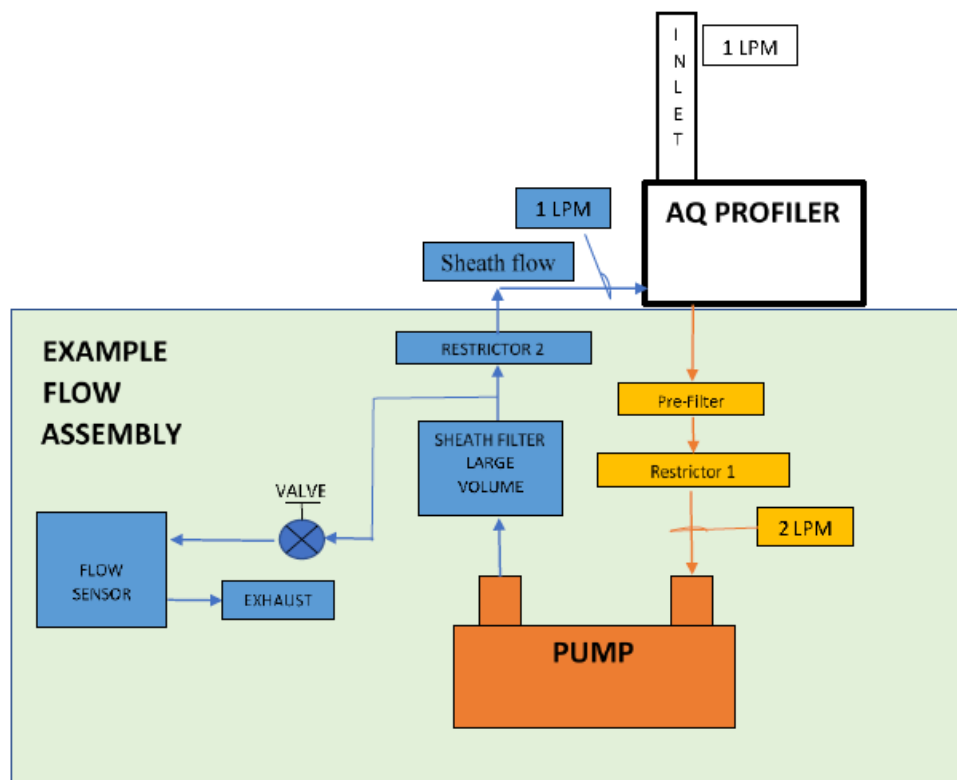 I
N
L
E
T
1 LPM
AQ PROFILER
1 LPM
Sheath flow
EXAMPLE
FLOW
ASSEMBLY
RESTRICTOR 2
Pre-Filter
SHEATH FILTER
LARGE
VOLUME
Restrictor 1
VALVE
2 LPM
FLOW
SENSOR
EXHAUST
PUMP